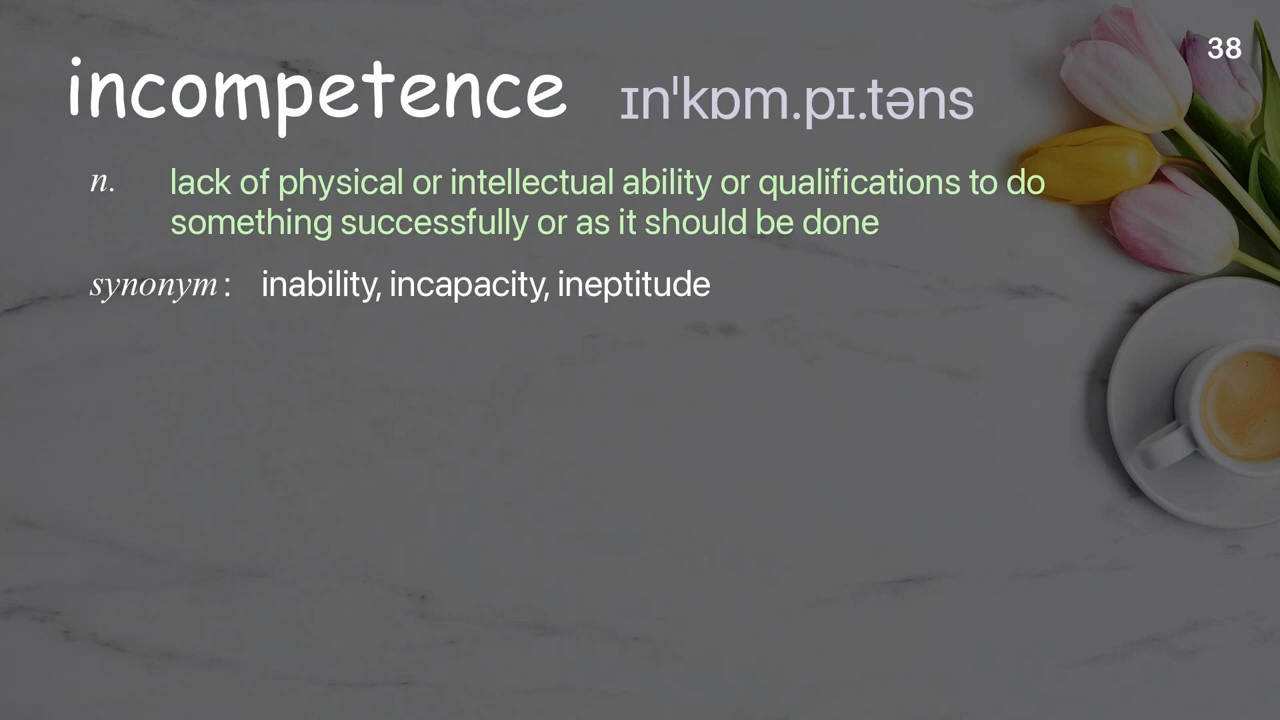 38
incompetence ɪnˈkɒm.pɪ.təns
n. lack of physical or intellectual ability or qualifications to do
something successfully or as it should be done
synonym : inability, incapacity, ineptitude